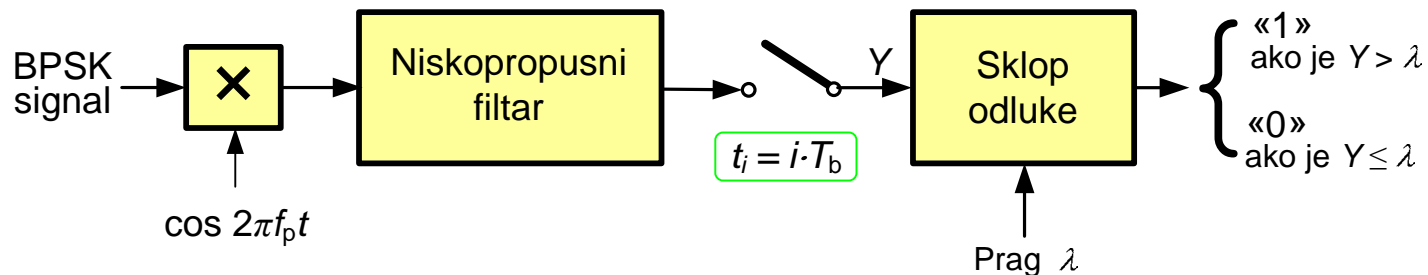 BPSK
signal
×
cos 2πfpt
Niskopropusni
filtar
ti = i·Tb
Y
Sklop
odluke
Prag λ
«1»
ako je Y > λ
«0»
ako je Y ≤ λ